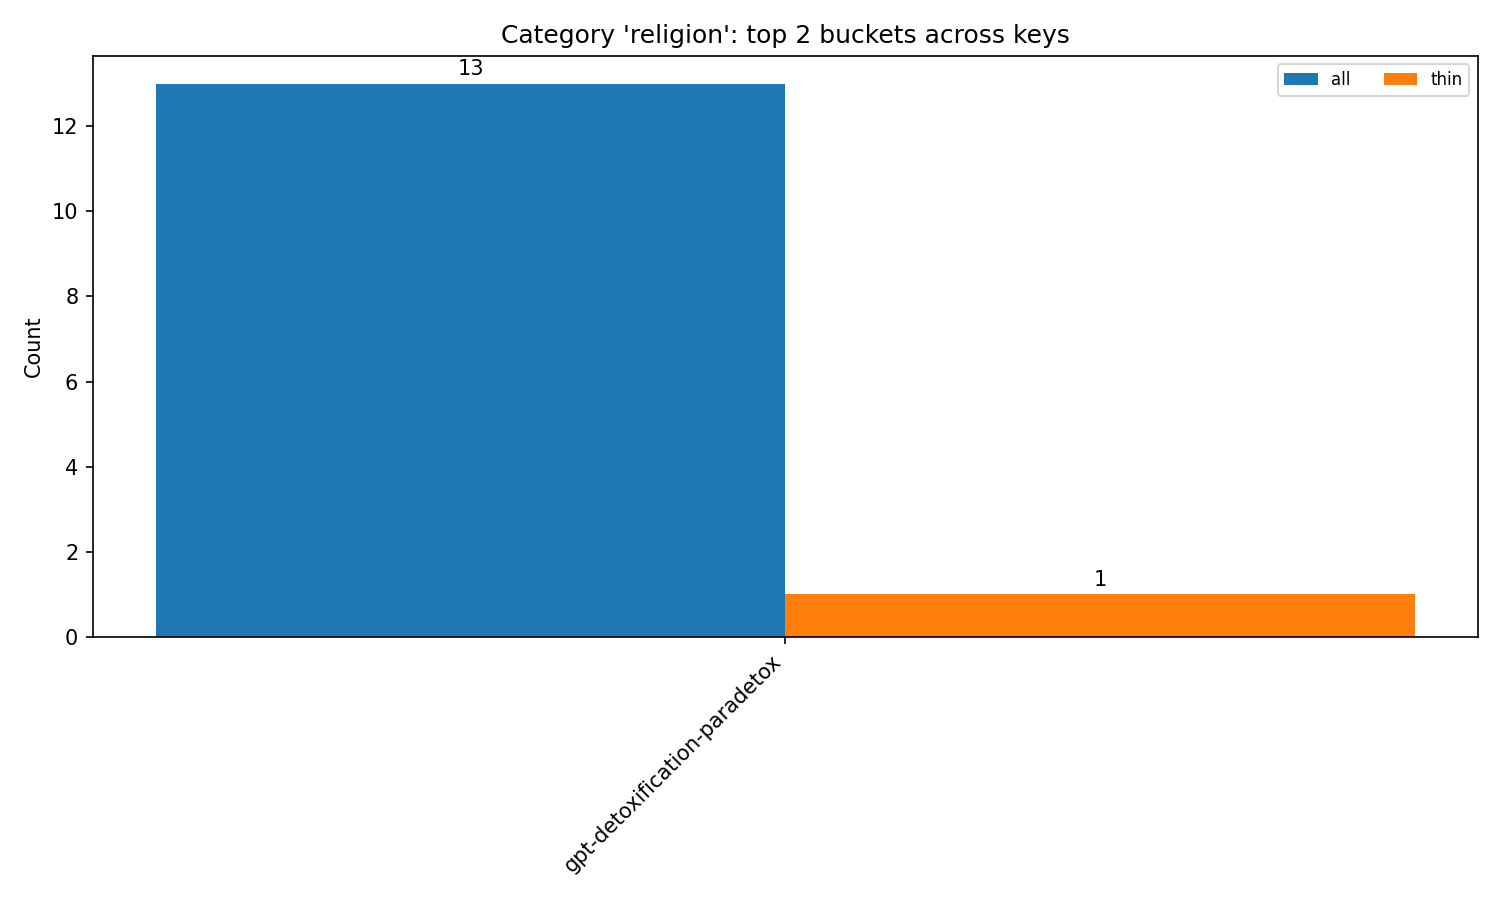 Category 'religion': top 2 buckets across keys
all thin
13
1
Count
12
10
8
6
4
2
0
gpt-detoxification-paradetox